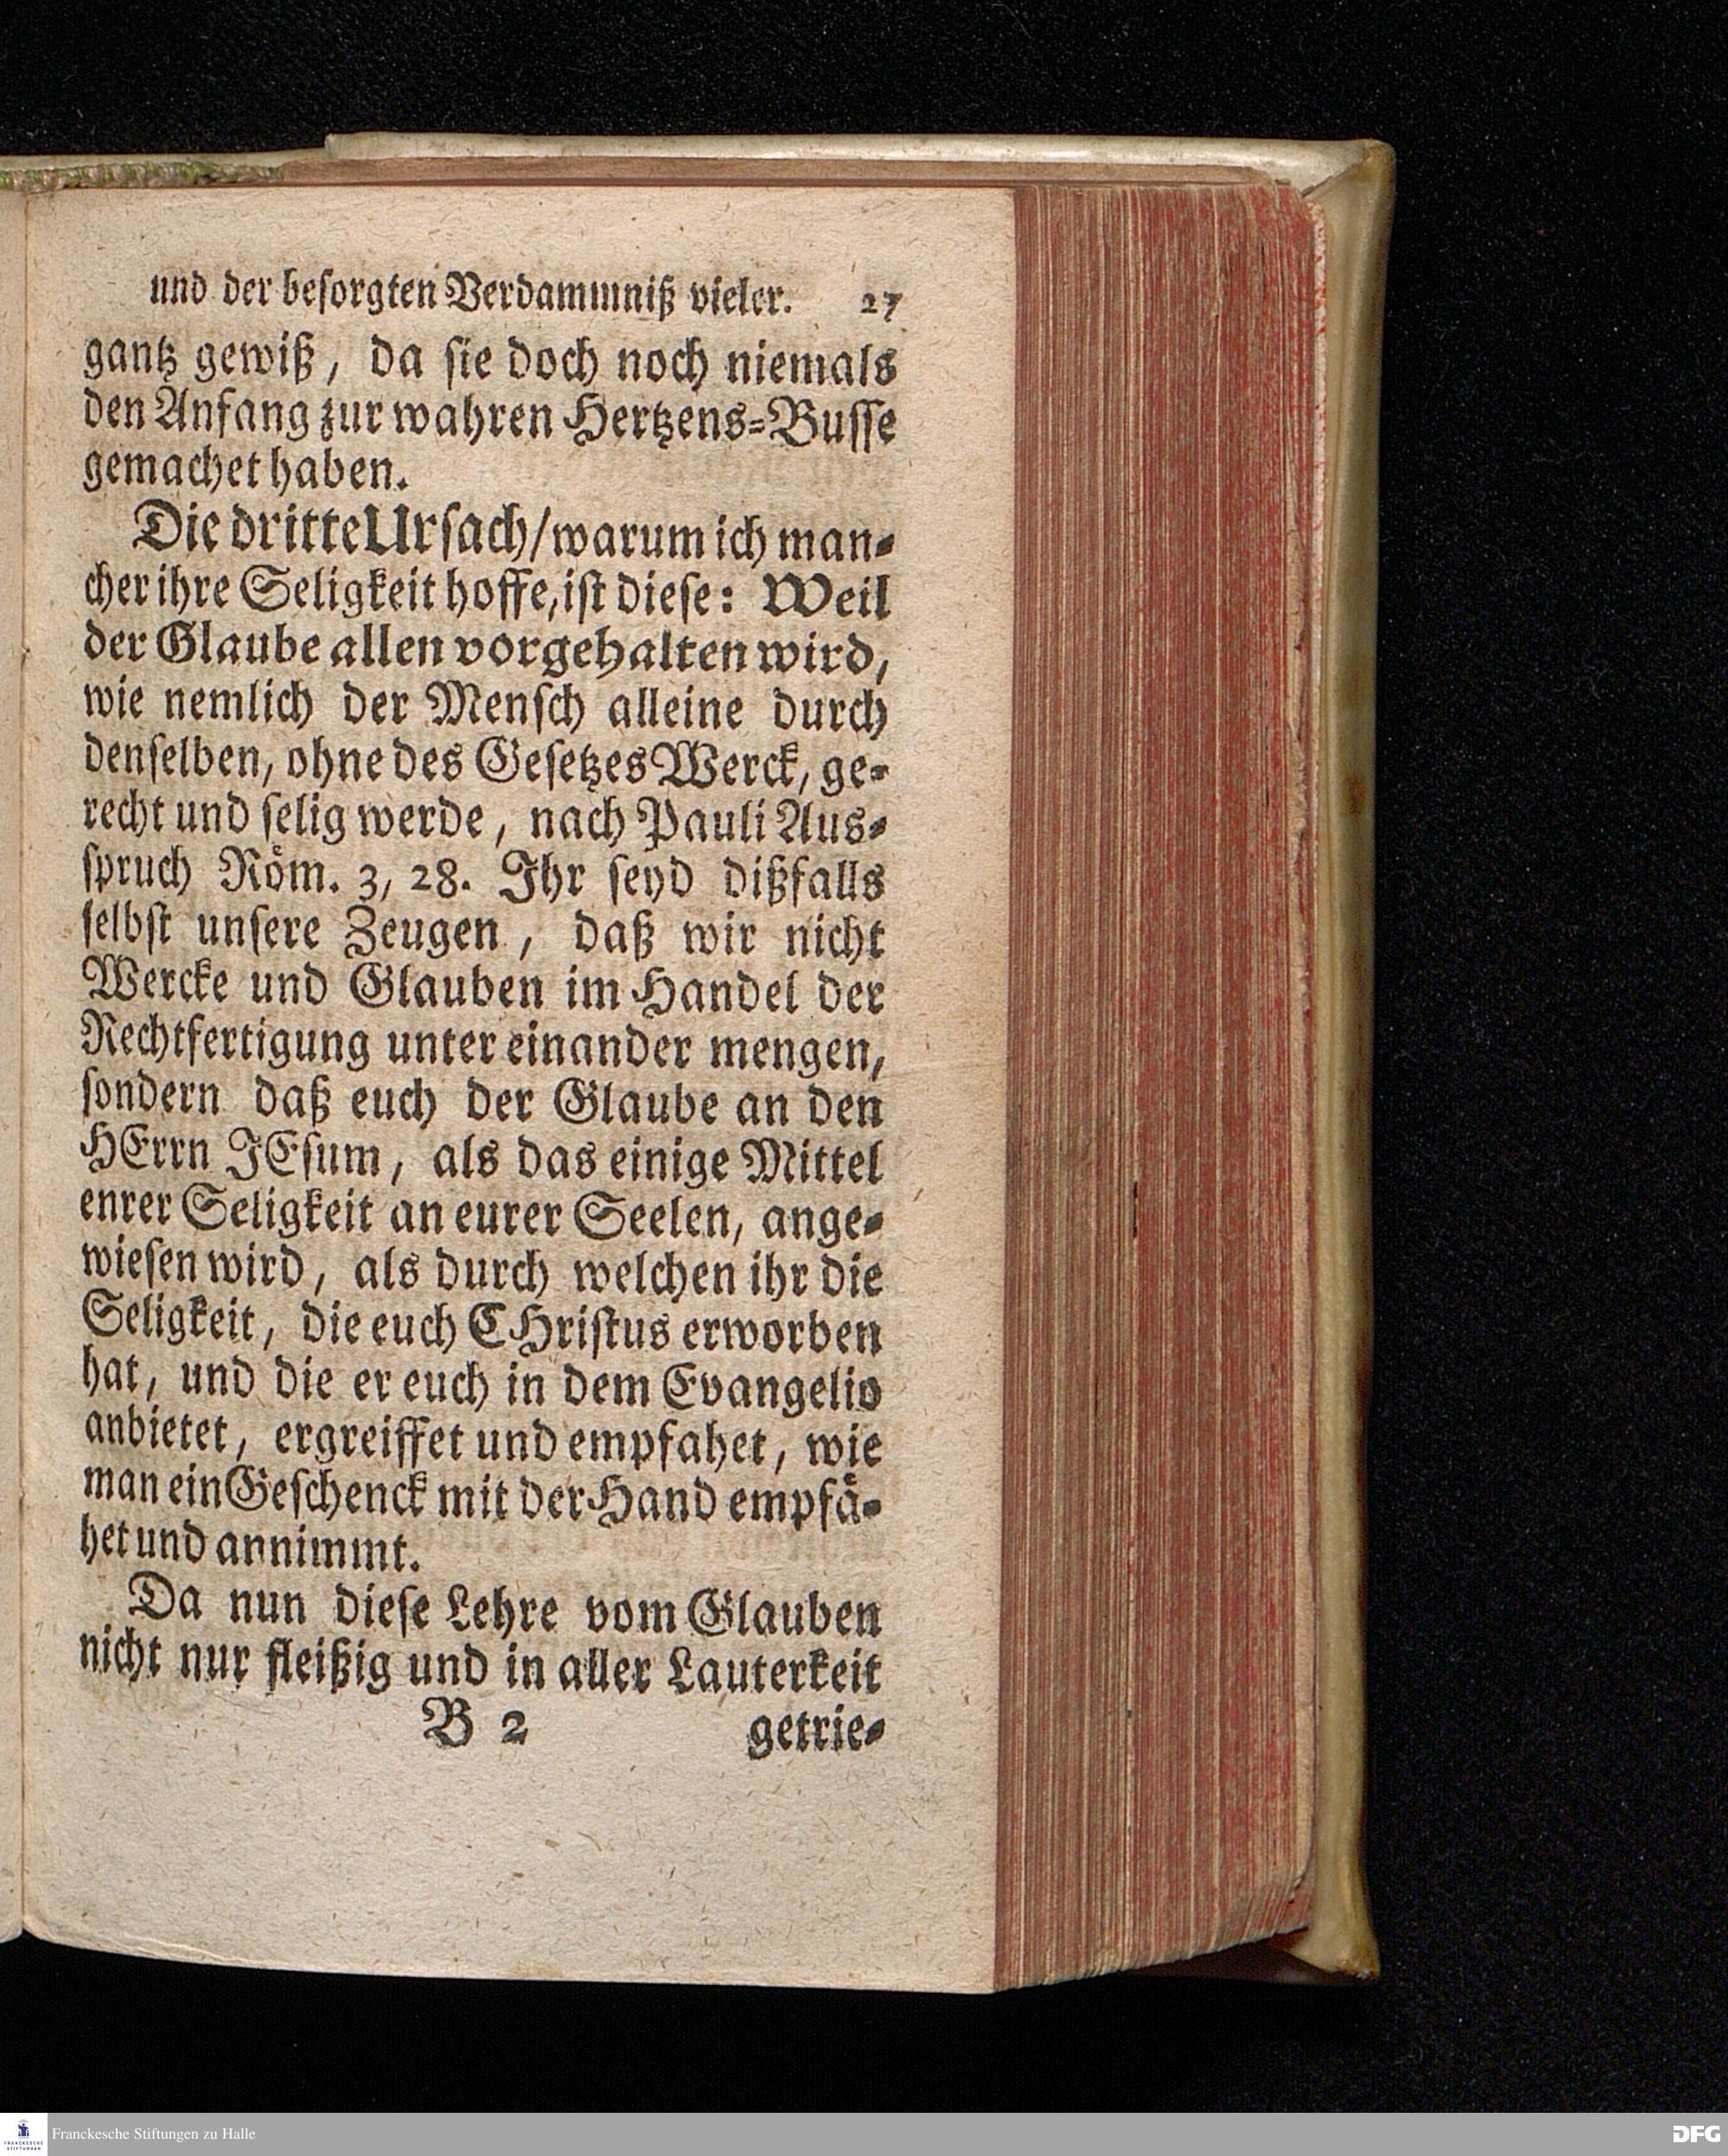 und der besorgten Verdammniß vieler. 27
gantz gewiß, da sie doch noch niemals
den Anfang zur wahren Hertzens-Busse
gemachet haben.
Die dritte Ursach/warum ich man-
cher ihre Seligkeit hoffe, ist diese: Weil
der Glaube allen vorgehalten wird,
wie nemlich der Mensch alleine durch
denselben, ohne des Gesetzes Werck, ge-
recht und selig werde, nach Pauli Aus-
spruch Röm. 3, 28. Ihr seyd dißfalls
selbst unsere Zeugen, daß wir nicht
Wercke und Glauben im Handel der
Rechtfertigung unter einander mengen,
sondern daß euch der Glaube an den
HErrn JEsum, als das einige Mittel
enrer Seligkeit an eurer Seelen, ange-
wiesen wird, als durch welchen ihr die
Seligkeit, die euch CHristus erworben
hat, und die er euch in dem Evangelio
anbietet, ergreiffet und empfahet, wie
man ein Geschenck mit der Hand empfä-
het und annimmt.
Da nun diese Lehre vom Glauben
nicht nur fleißig und in aller Lauterkeit
B 2 getrie-
FRANCKESCHE
STIFTUNGEN
Franckesche Stiftungen zu Halle
DFG